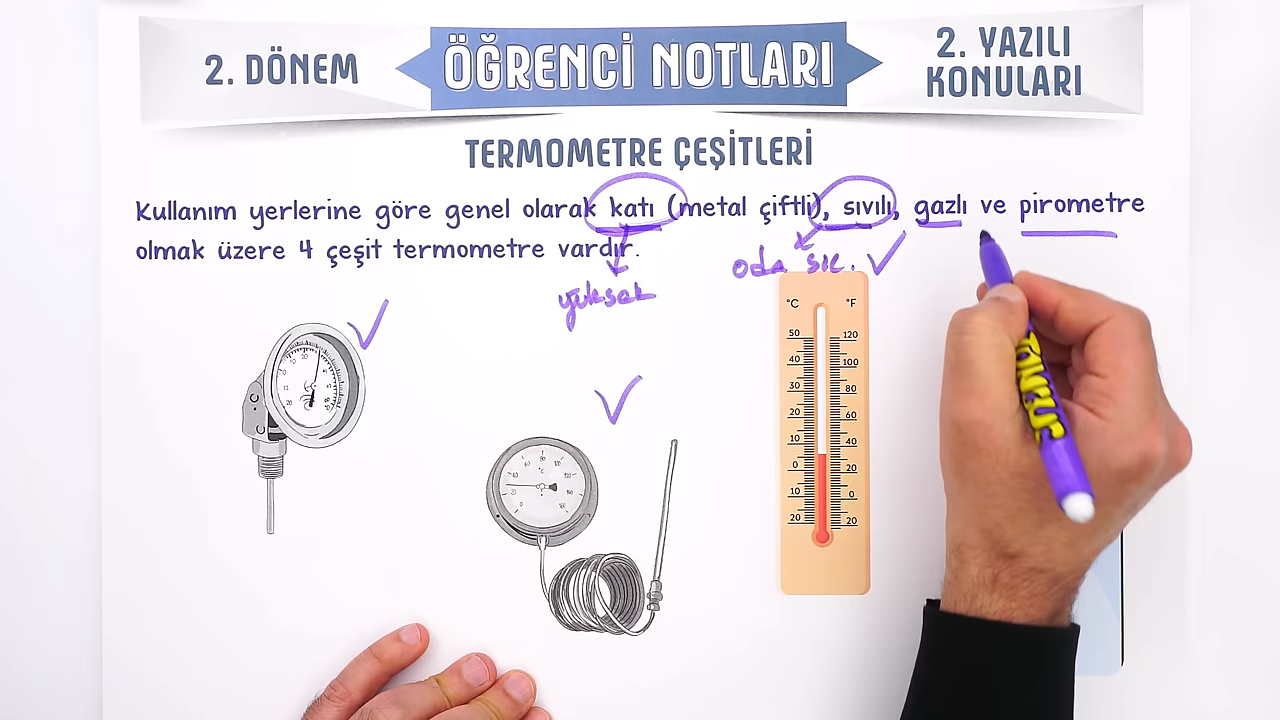 2. DÖNEM
ÖĞRENCİ NOTLARI
2. YAZILI
KONULARI
TERMOMETRE ÇEŞİTLERİ
Kullanım yerlerine göre genel olarak katı (metal çiftli), sıvılı, gazlı ve pirometre
olmak üzere 4 çeşit termometre vardır.
yüksek
oda sıc.
°C °F
50 120
40 100
30 80
20 60
10 40
0 20
10 0
20 20